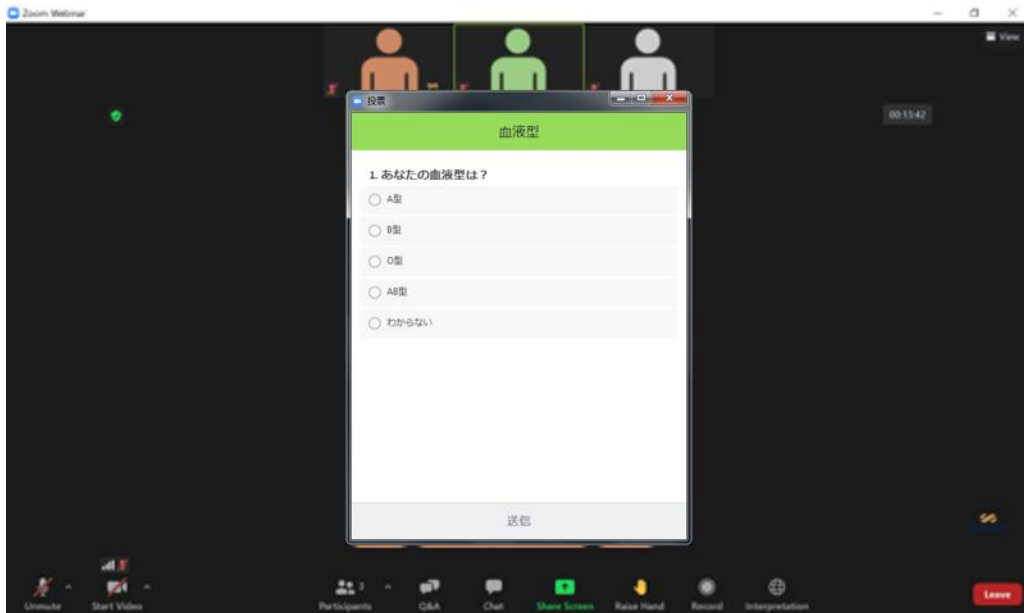 Zoom Webinar
View
投票
00:13:42
血液型
1. あなたの血液型は？
A型
B型
O型
AB型
わからない
送信
Unmute
Start Video
Participants
3
Q&A
Chat
Share Screen
Raise Hand
Record
Interpretation
Leave